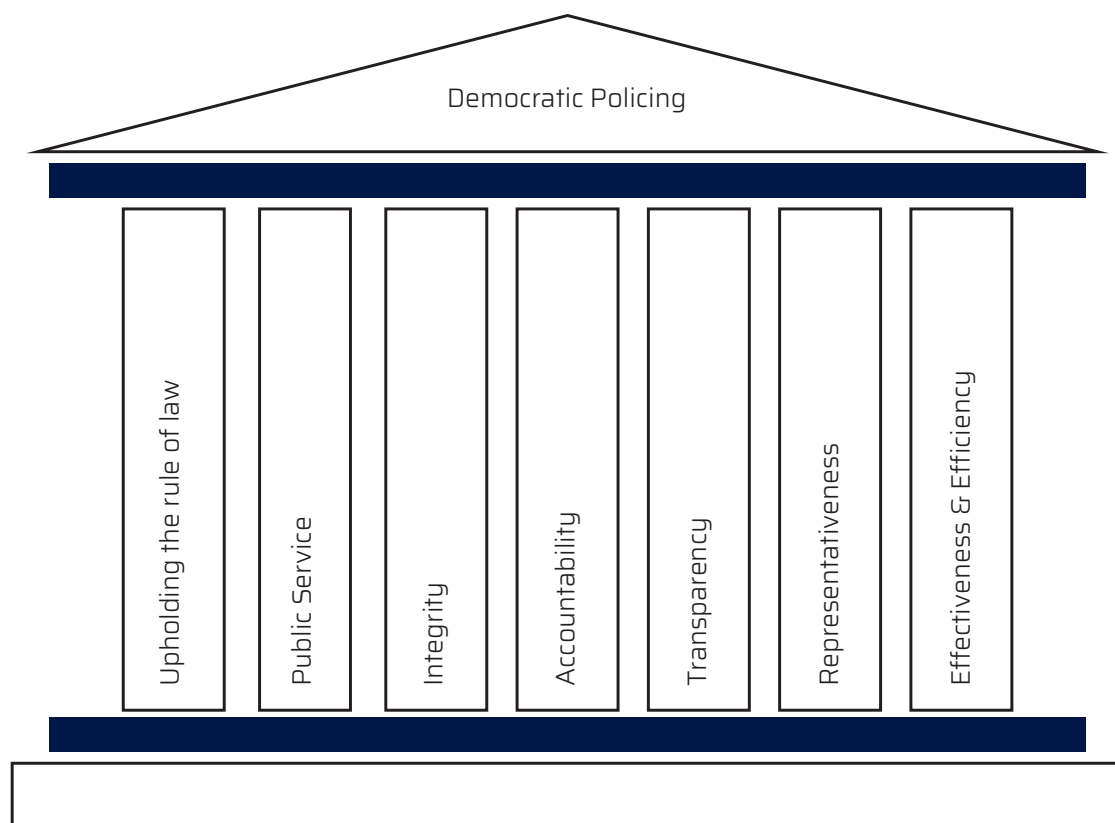 Democratic Policing
Upholding the rule of law
Public Service
Integrity
Accountability
Transparency
Representativeness
Effectiveness & Efficiency